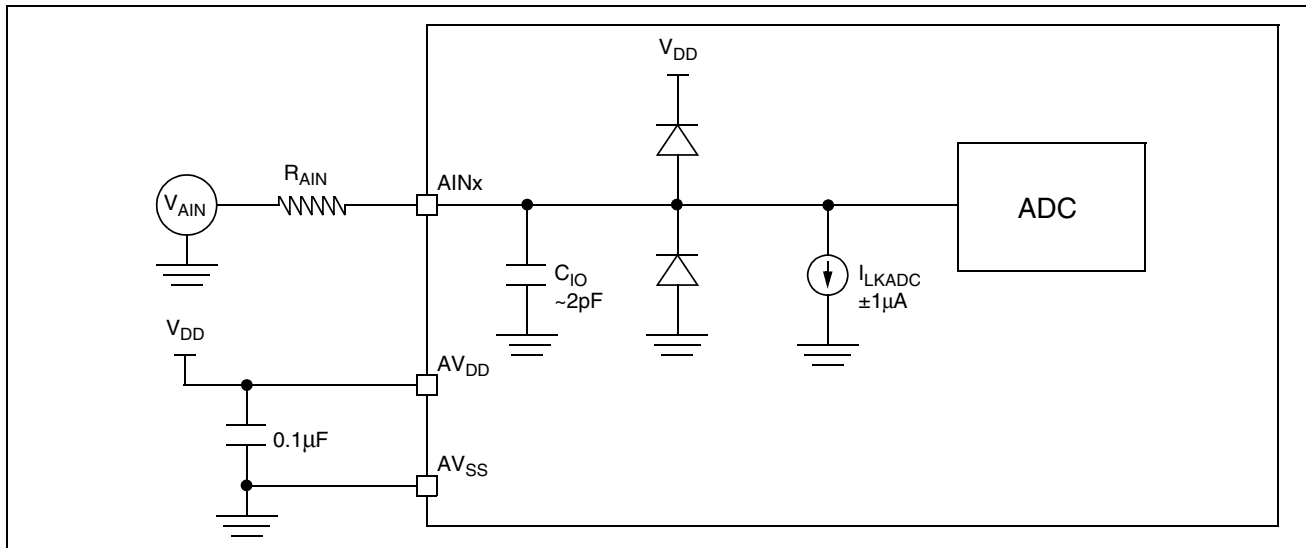 V_DD
R_AIN
AINx
V_AIN
ADC
C_IO
~2pF
I_LKADC
±1µA
V_DD
AV_DD
0.1µF
AV_SS